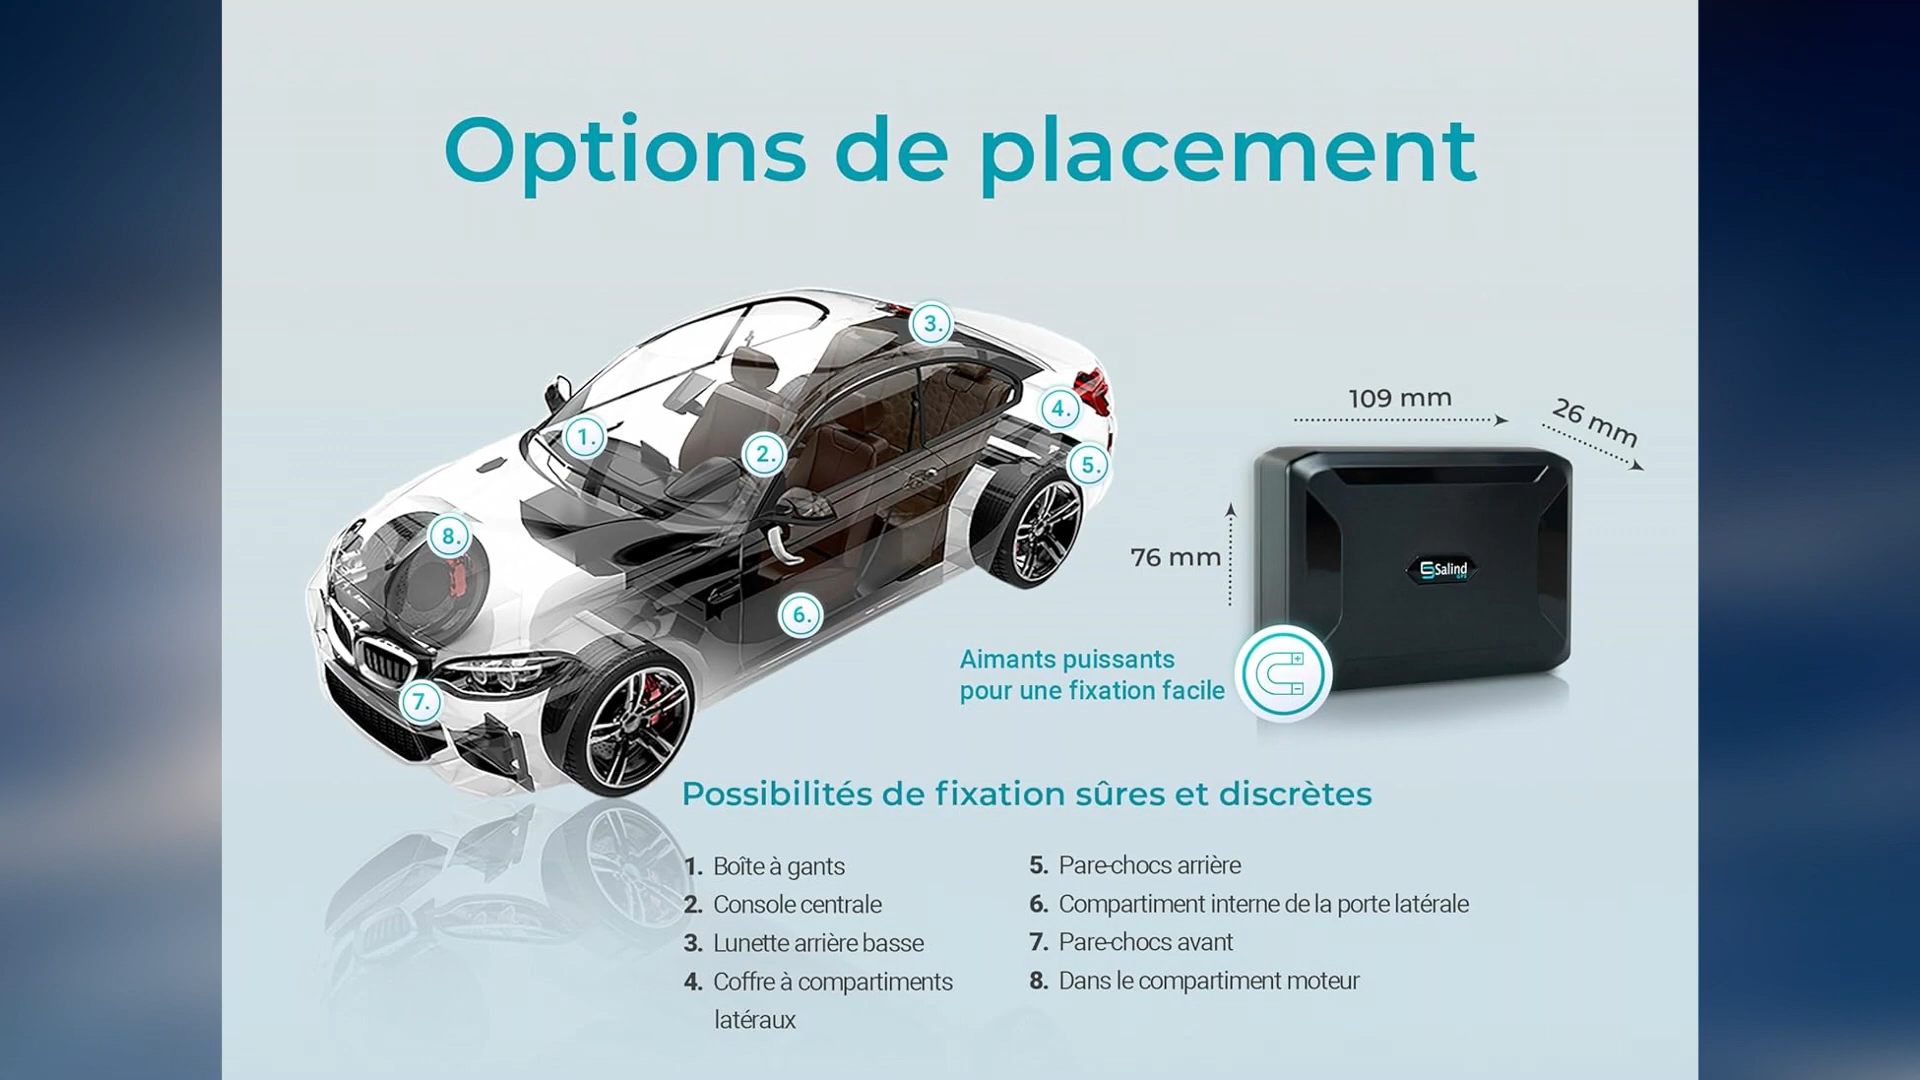 Options de placement
3.
109 mm
26 mm
4.
1.
2.
5.
8.
76 mm
Salind
GPS
6.
Aimants puissants
pour une fixation facile
7.
Possibilités de fixation sûres et discrètes
1. Boîte à gants
2. Console centrale
3. Lunette arrière basse
4. Coffre à compartiments
latéraux
5. Pare-chocs arrière
6. Compartiment interne de la porte latérale
7. Pare-chocs avant
8. Dans le compartiment moteur